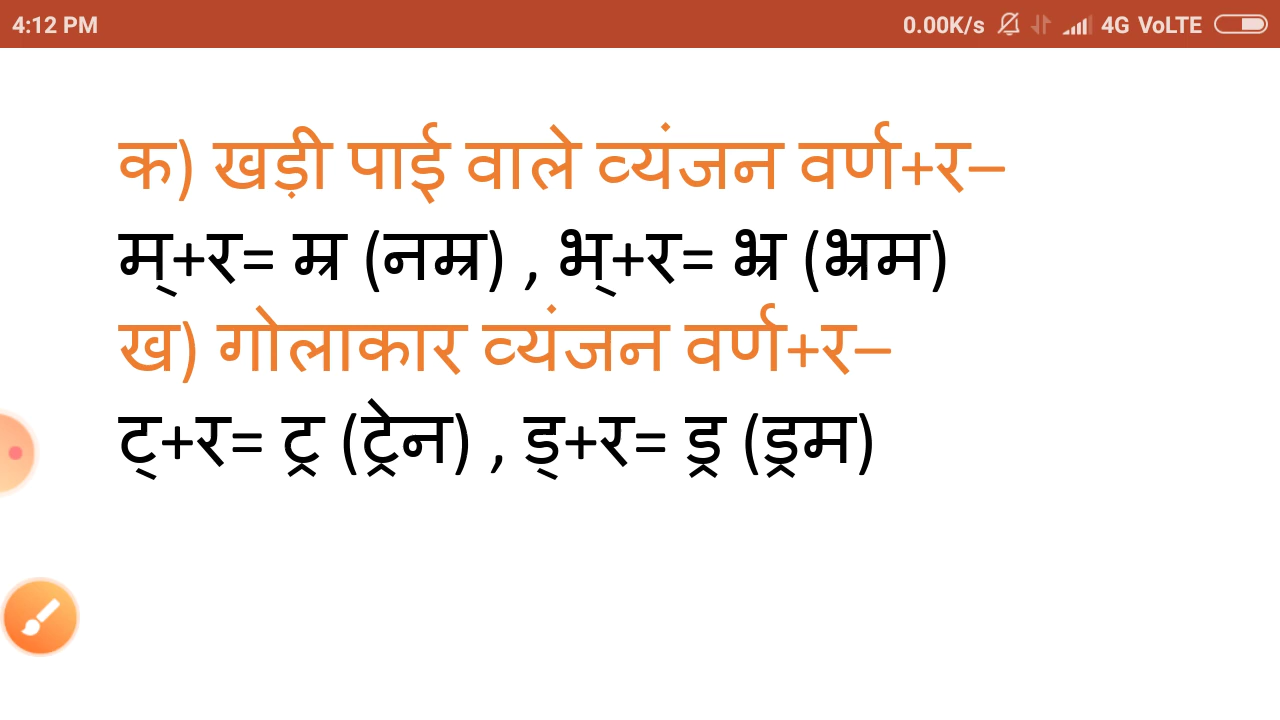 4:12 PM 0.00K/s 4G VoLTE
क) खड़ी पाई वाले व्यंजन वर्ण+र–
म्+र= म्र (नम्र) , भ्+र= भ्र (भ्रम)
ख) गोलाकार व्यंजन वर्ण+र–
ट्+र= ट्र (ट्रेन) , ड्+र= ड्र (ड्रम)